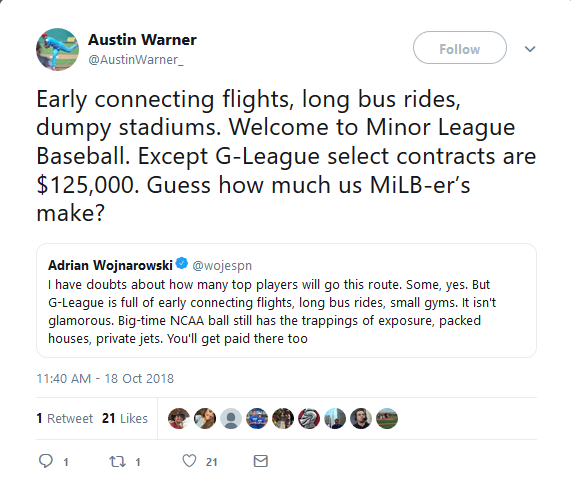 Austin Warner
@AustinWarner_
Follow
Early connecting flights, long bus rides,
dumpy stadiums. Welcome to Minor League
Baseball. Except G-League select contracts are
$125,000. Guess how much us MiLB-er’s
make?
Adrian Wojnarowski @wojespn
I have doubts about how many top players will go this route. Some, yes. But
G-League is full of early connecting flights, long bus rides, small gyms. It isn't
glamorous. Big-time NCAA ball still has the trappings of exposure, packed
houses, private jets. You'll get paid there too
11:40 AM - 18 Oct 2018
1 Retweet 21 Likes
1 1 21